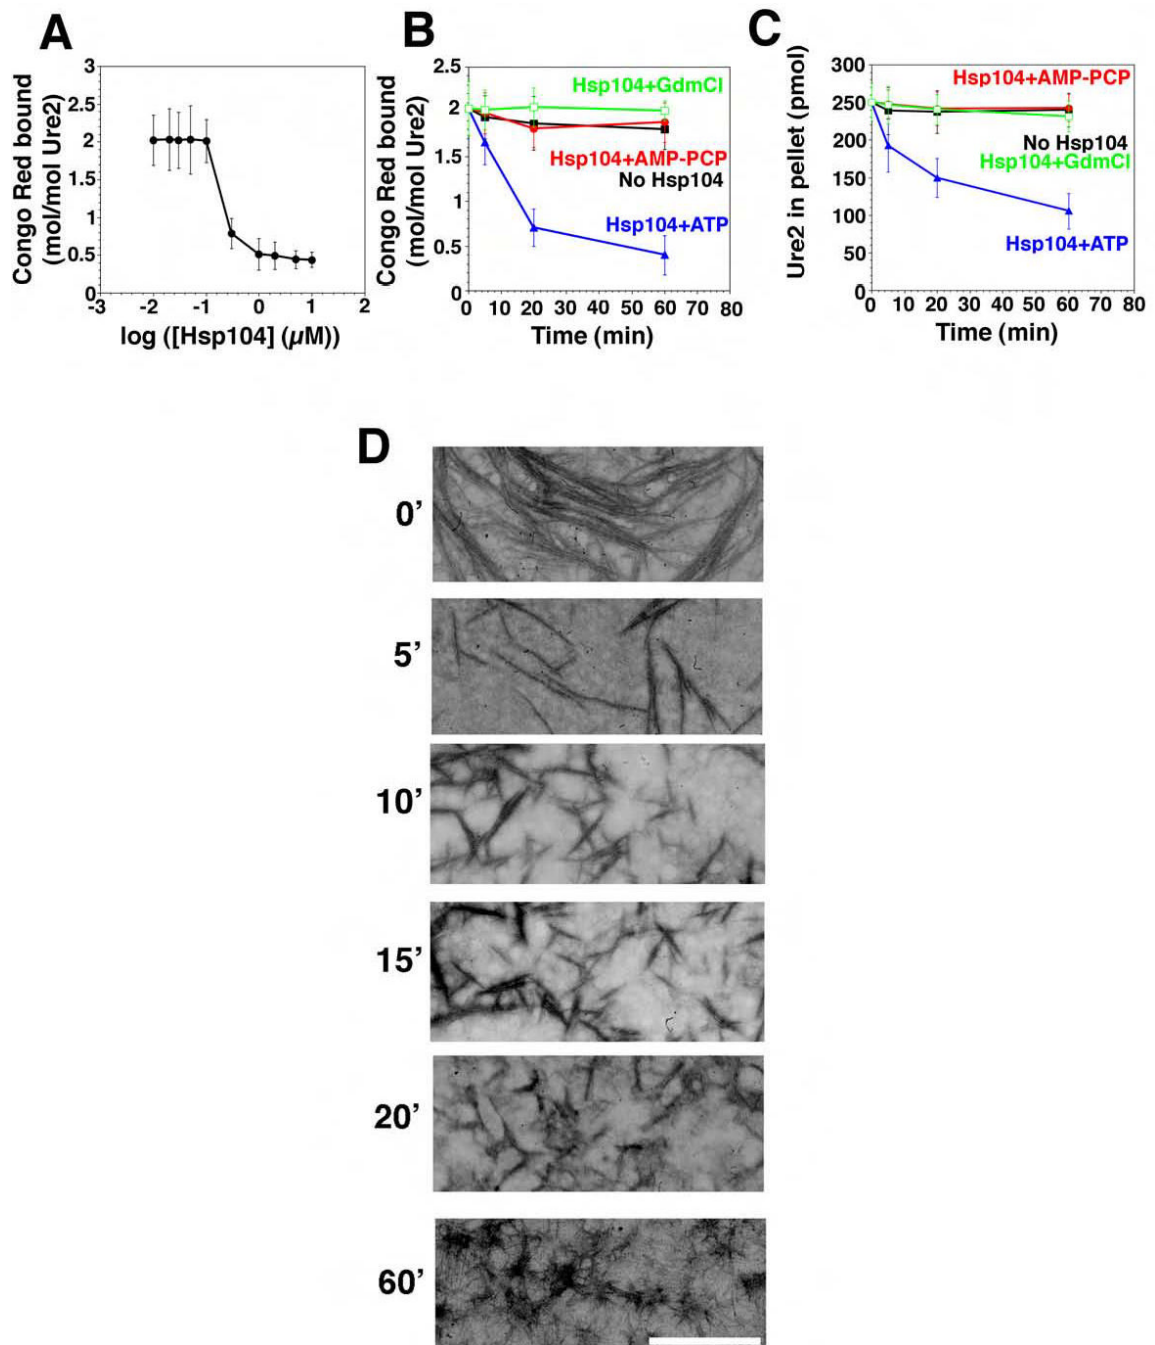 A
Congo Red bound
(mol/mol Ure2)
3
2.5
2
1.5
1
0.5
0
-3 -2 -1 0 1 2
log ([Hsp104] (µM))
B
Congo Red bound
(mol/mol Ure2)
2.5
2
1.5
1
0.5
0
Hsp104+GdmCl
Hsp104+AMP-PCP
No Hsp104
Hsp104+ATP
0 10 20 30 40 50 60 70 80
Time (min)
C
Ure2 in pellet (pmol)
300
250
200
150
100
50
0
Hsp104+AMP-PCP
No Hsp104
Hsp104+GdmCl
Hsp104+ATP
0 10 20 30 40 50 60 70 80
Time (min)
D
0’
5’
10’
15’
20’
60’